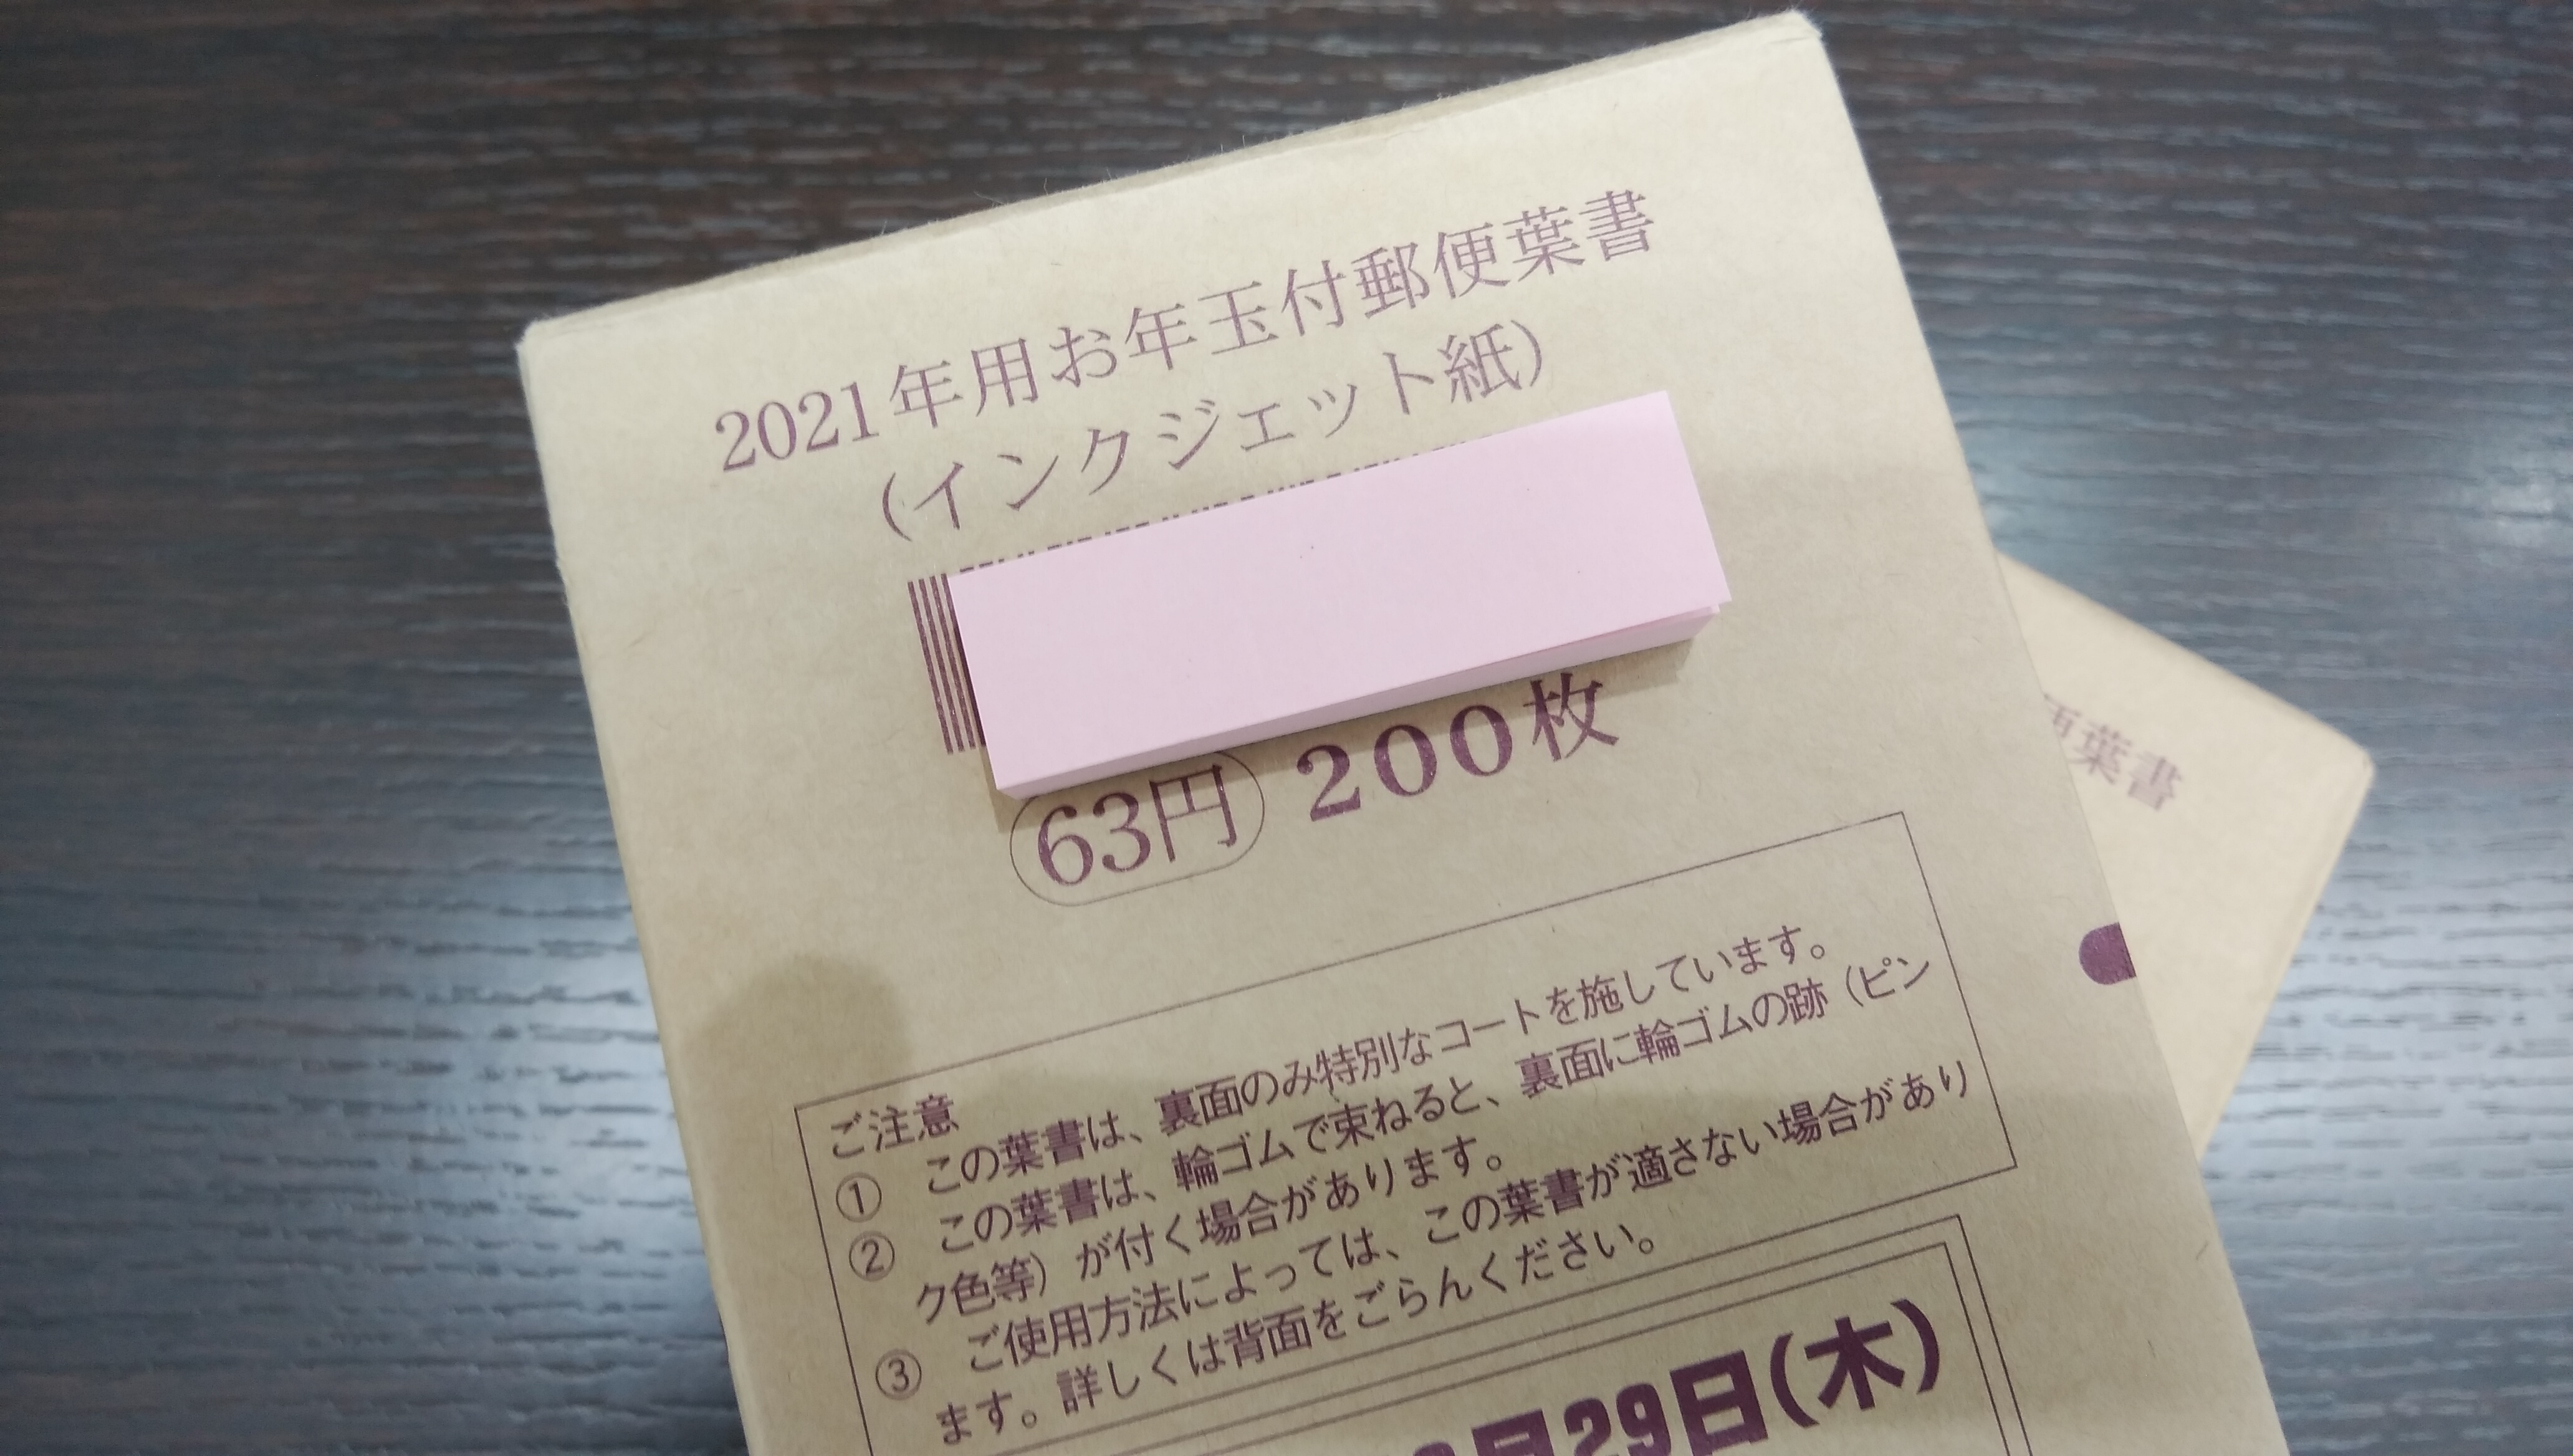 2021年用お年玉付郵便葉書
(インクジェット紙)
63円 200枚
ご注意
① この葉書は、裏面のみ特別なコートを施しています。
② この葉書は、輪ゴムで束ねると、裏面に輪ゴムの跡（ピン
ク色等）が付く場合があります。
③ ご使用方法によっては、この葉書が適さない場合があり
ます。詳しくは背面をごらんください。
月29日(木)
葉書